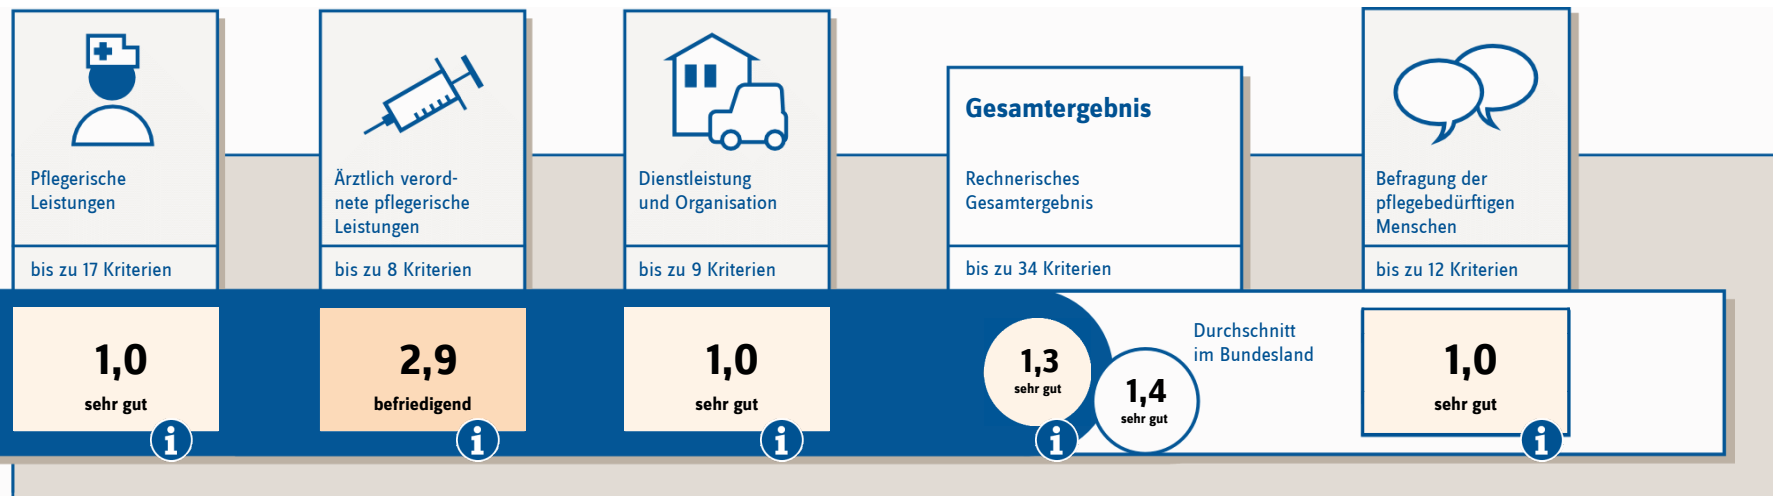 Pflegerische
Leistungen
bis zu 17 Kriterien
1,0
sehr gut
i
Ärztlich verord-
nete pflegerische
Leistungen
bis zu 8 Kriterien
2,9
befriedigend
i
Dienstleistung
und Organisation
bis zu 9 Kriterien
1,0
sehr gut
i
Gesamtergebnis
Rechnerisches
Gesamtergebnis
bis zu 34 Kriterien
1,3
sehr gut
i
Durchschnitt
im Bundesland
1,4
sehr gut
Befragung der
pflegebedürftigen
Menschen
bis zu 12 Kriterien
1,0
sehr gut
i